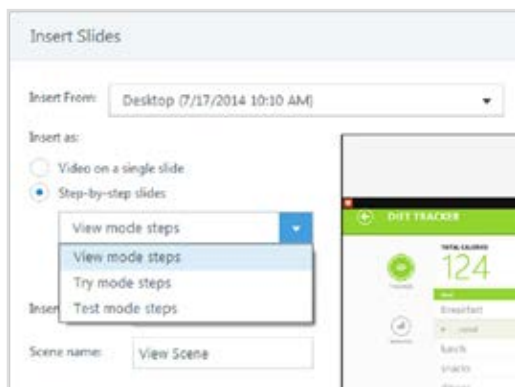 Insert Slides
Insert From: Desktop (7/17/2014 10:10 AM)
Insert as:
Video on a single slide
Step-by-step slides
View mode steps
View mode steps
Try mode steps
Test mode steps
Insert
Scene name: View Scene
DIET TRACKER
TOTAL CALORIES
124
Breakfast
lunch
snacks